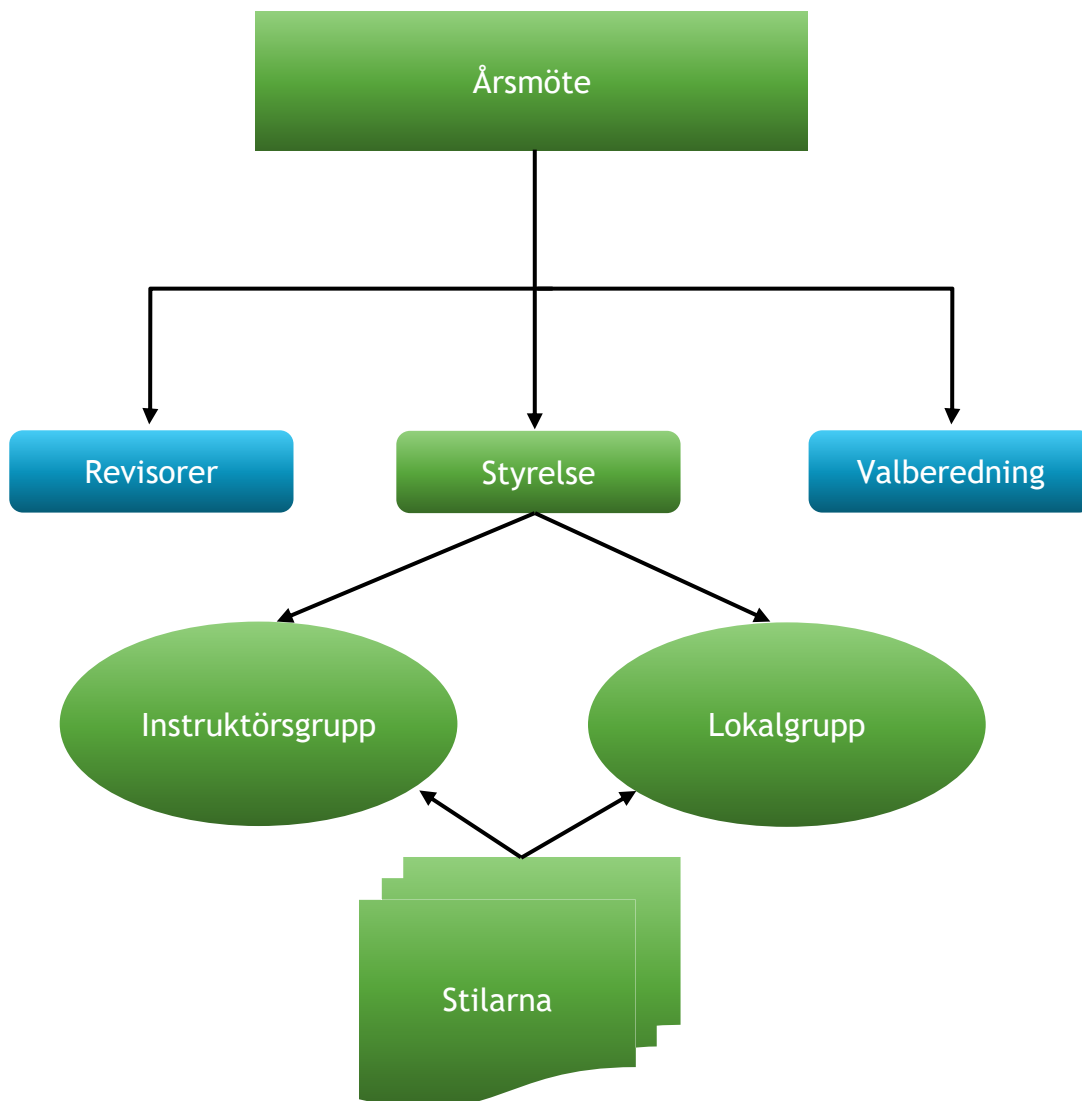 Årsmöte
Revisorer
Styrelse
Valberedning
Instruktörsgrupp
Lokalgrupp
Stilarna